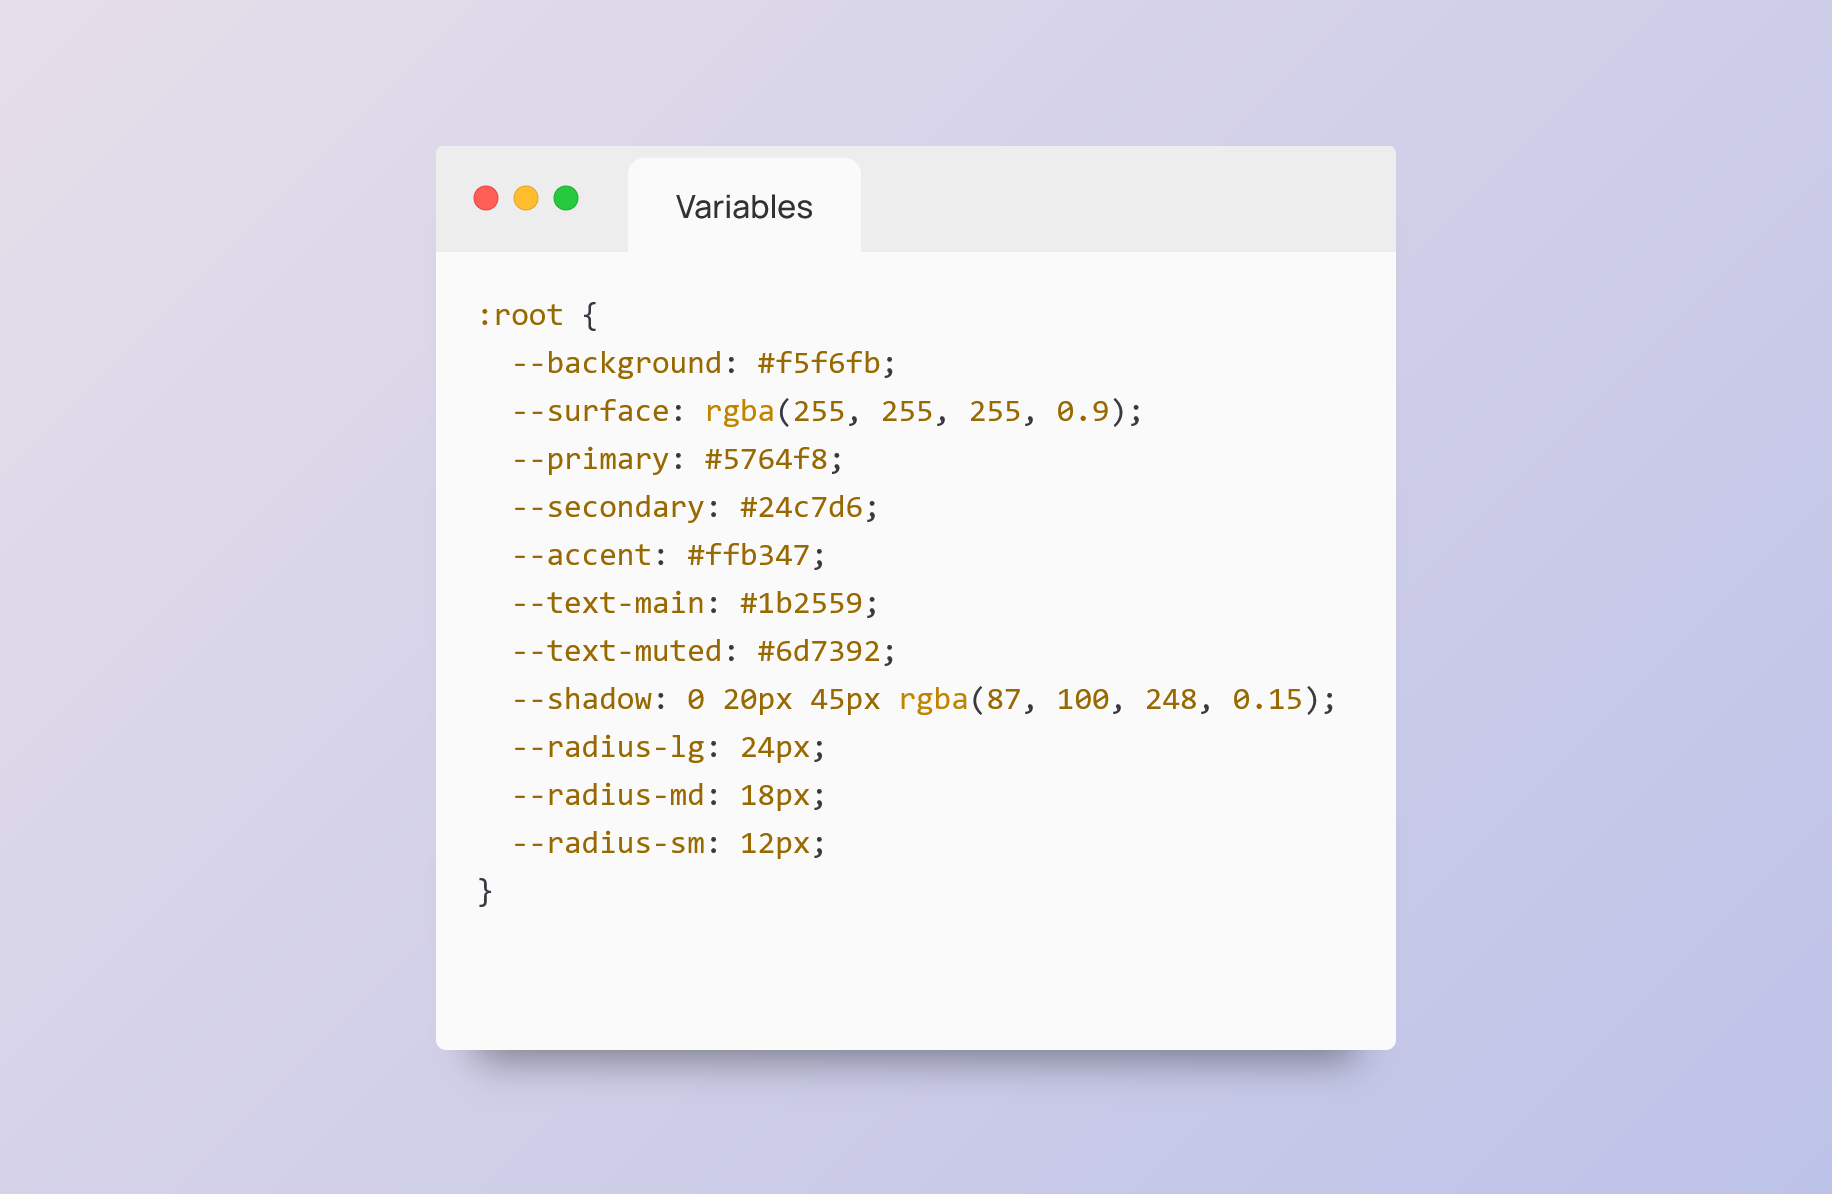 Variables
:root {
  --background: #f5f6fb;
  --surface: rgba(255, 255, 255, 0.9);
  --primary: #5764f8;
  --secondary: #24c7d6;
  --accent: #ffb347;
  --text-main: #1b2559;
  --text-muted: #6d7392;
  --shadow: 0 20px 45px rgba(87, 100, 248, 0.15);
  --radius-lg: 24px;
  --radius-md: 18px;
  --radius-sm: 12px;
}